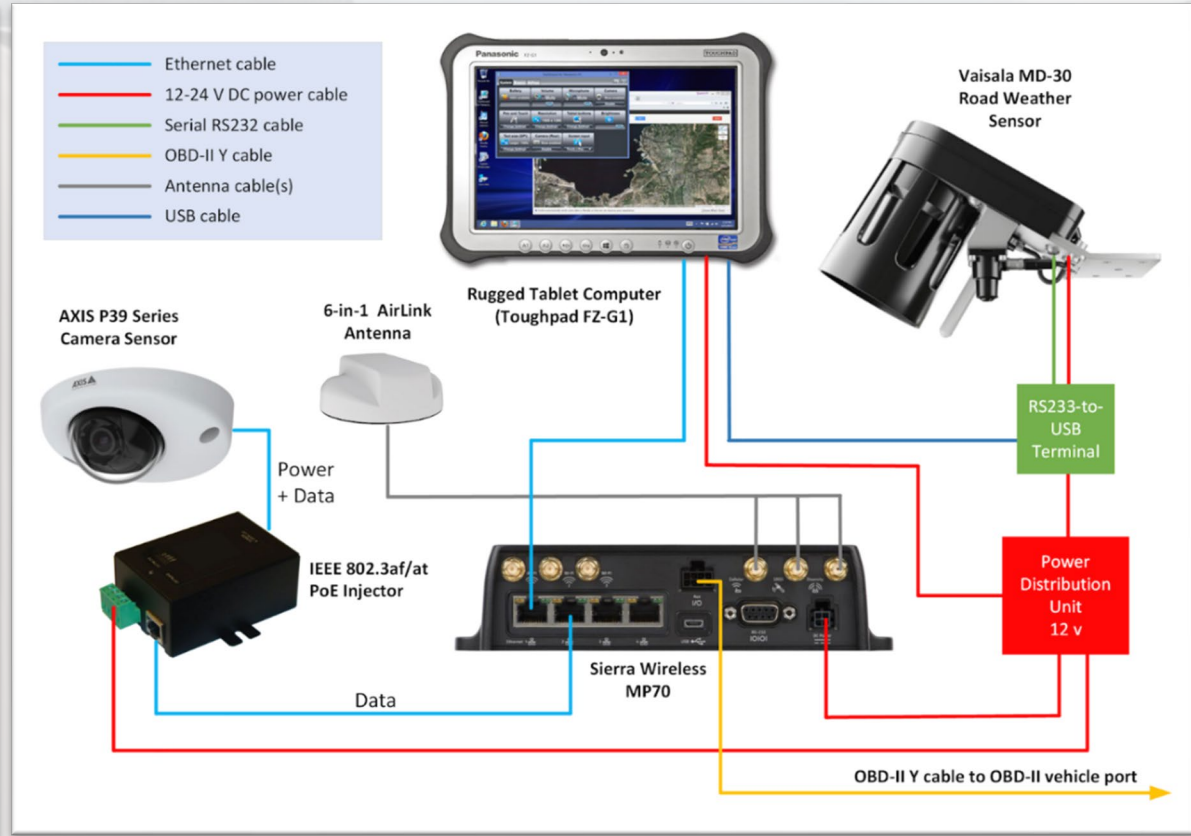 Ethernet cable
12-24 V DC power cable
Serial RS232 cable
OBD-II Y cable
Antenna cable(s)
USB cable
Panasonic
TOUGHPAD
Rugged Tablet Computer
(Toughpad FZ-G1)
Vaisala MD-30
Road Weather
Sensor
AXIS P39 Series
Camera Sensor
AXIS
6-in-1 AirLink
Antenna
Power
+ Data
IEEE 802.3af/at
PoE Injector
RS233-to-
USB
Terminal
Power
Distribution
Unit
12 v
Sierra Wireless
MP70
Data
OBD-II Y cable to OBD-II vehicle port